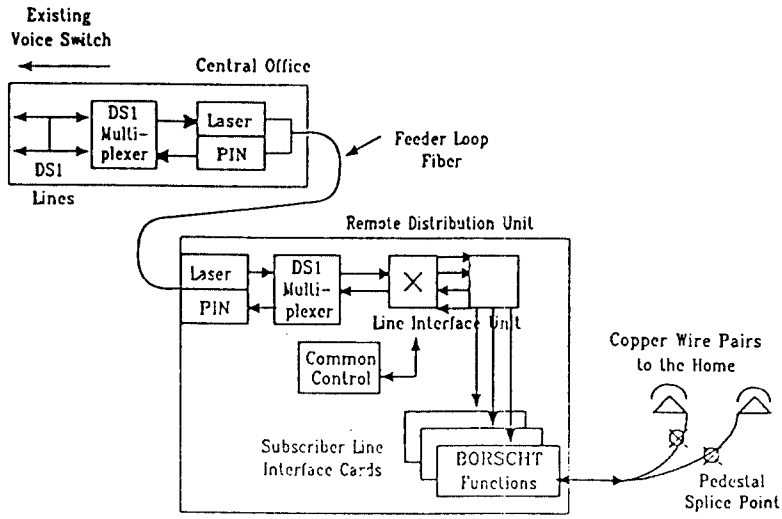 Existing
Voice Switch
Central Office
DS1
Multi-
plexer
Laser
PIN
DS1
Lines
Feeder Loop
Fiber
Remote Distribution Unit
Laser
PIN
DS1
Multi-
plexer
X
Line Interface Unit
Common
Control
Copper Wire Pairs
to the Home
Subscriber Line
Interface Cards
BORSCHT
Functions
Pedestal
Splice Point